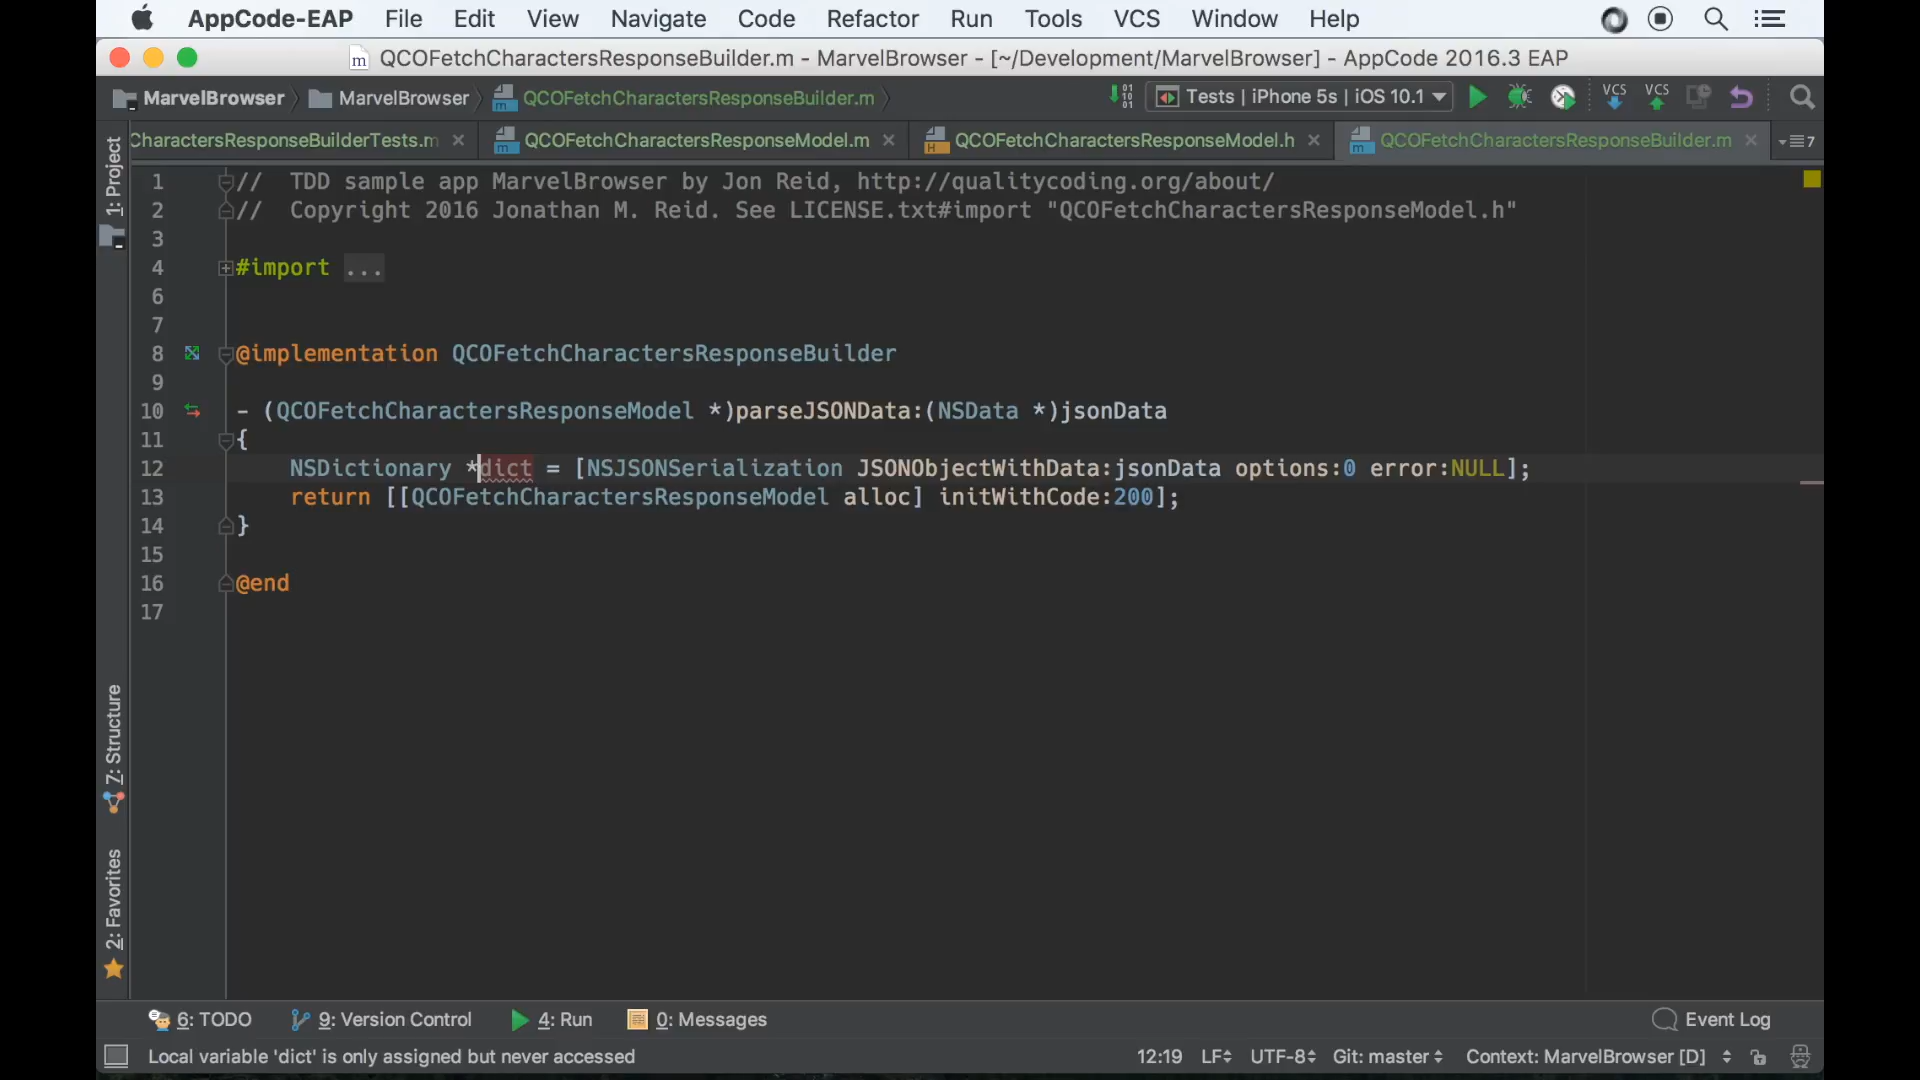 AppCode-EAP File Edit View Navigate Code Refactor Run Tools VCS Window Help
m QCOFetchCharactersResponseBuilder.m - MarvelBrowser - [~/Development/MarvelBrowser] - AppCode 2016.3 EAP
MarvelBrowser MarvelBrowser m QCOFetchCharactersResponseBuilder.m Tests | iPhone 5s | iOS 10.1 VCS VCS
CharactersResponseBuilderTests.m m QCOFetchCharactersResponseModel.m H QCOFetchCharactersResponseModel.h m QCOFetchCharactersResponseBuilder.m 7
1: Project
1 // TDD sample app MarvelBrowser by Jon Reid, http://qualitycoding.org/about/
2 // Copyright 2016 Jonathan M. Reid. See LICENSE.txt#import "QCOFetchCharactersResponseModel.h"
3
4 #import ...
6
7
8 @implementation QCOFetchCharactersResponseBuilder
9
10 - (QCOFetchCharactersResponseModel *)parseJSONData:(NSData *)jsonData
11 {
12 NSDictionary *dict = [NSJSONSerialization JSONObjectWithData:jsonData options:0 error:NULL];
13 return [[QCOFetchCharactersResponseModel alloc] initWithCode:200];
14 }
15
16 @end
17
Z: Structure
2: Favorites
6: TODO 9: Version Control 4: Run 0: Messages Event Log
Local variable 'dict' is only assigned but never accessed 12:19 LF UTF-8 Git: master Context: MarvelBrowser [D]